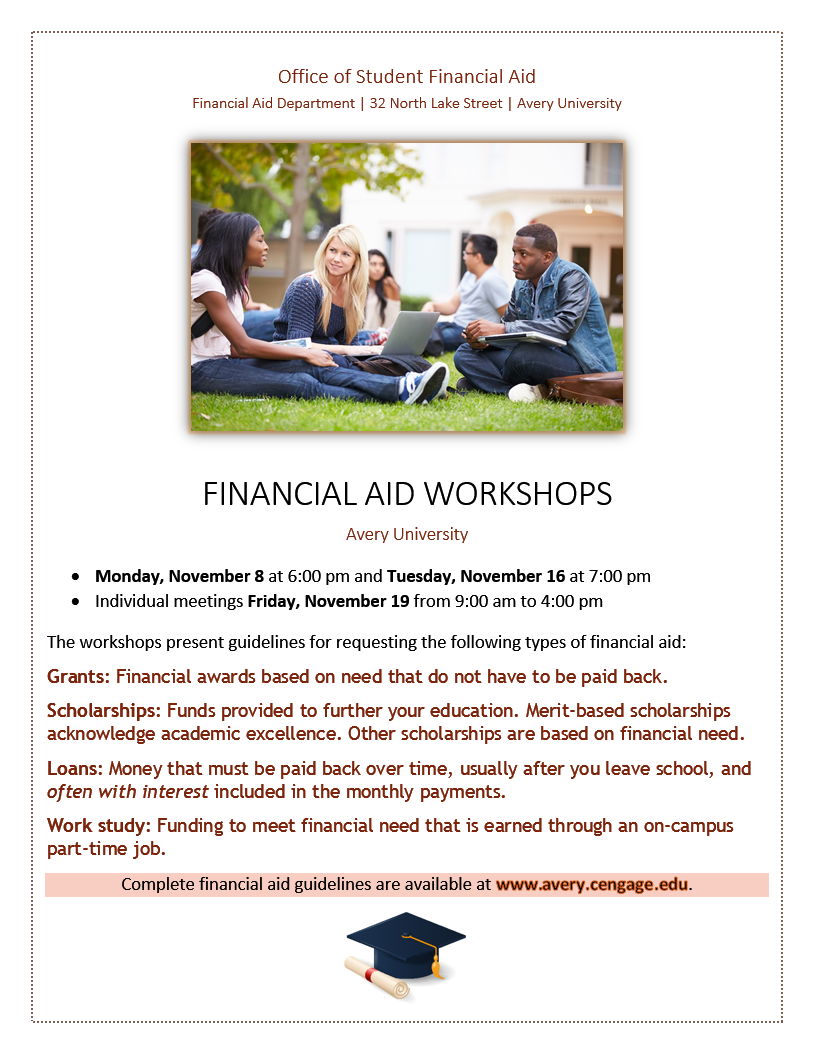 Office of Student Financial Aid
Financial Aid Department | 32 North Lake Street | Avery University
FINANCIAL AID WORKSHOPS
Avery University
• Monday, November 8 at 6:00 pm and Tuesday, November 16 at 7:00 pm
• Individual meetings Friday, November 19 from 9:00 am to 4:00 pm
The workshops present guidelines for requesting the following types of financial aid:
Grants: Financial awards based on need that do not have to be paid back.
Scholarships: Funds provided to further your education. Merit-based scholarships
acknowledge academic excellence. Other scholarships are based on financial need.
Loans: Money that must be paid back over time, usually after you leave school, and
often with interest included in the monthly payments.
Work study: Funding to meet financial need that is earned through an on-campus
part-time job.
Complete financial aid guidelines are available at www.avery.cengage.edu.